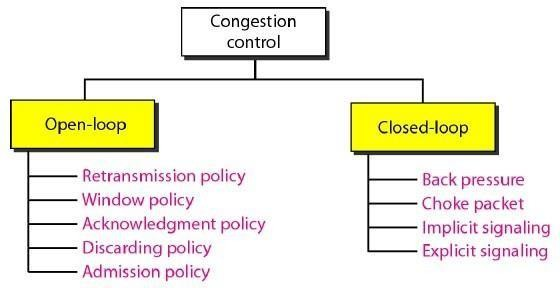 Congestion
control
Open-loop
Closed-loop
Retransmission policy
Window policy
Acknowledgment policy
Discarding policy
Admission policy
Back pressure
Choke packet
Implicit signaling
Explicit signaling